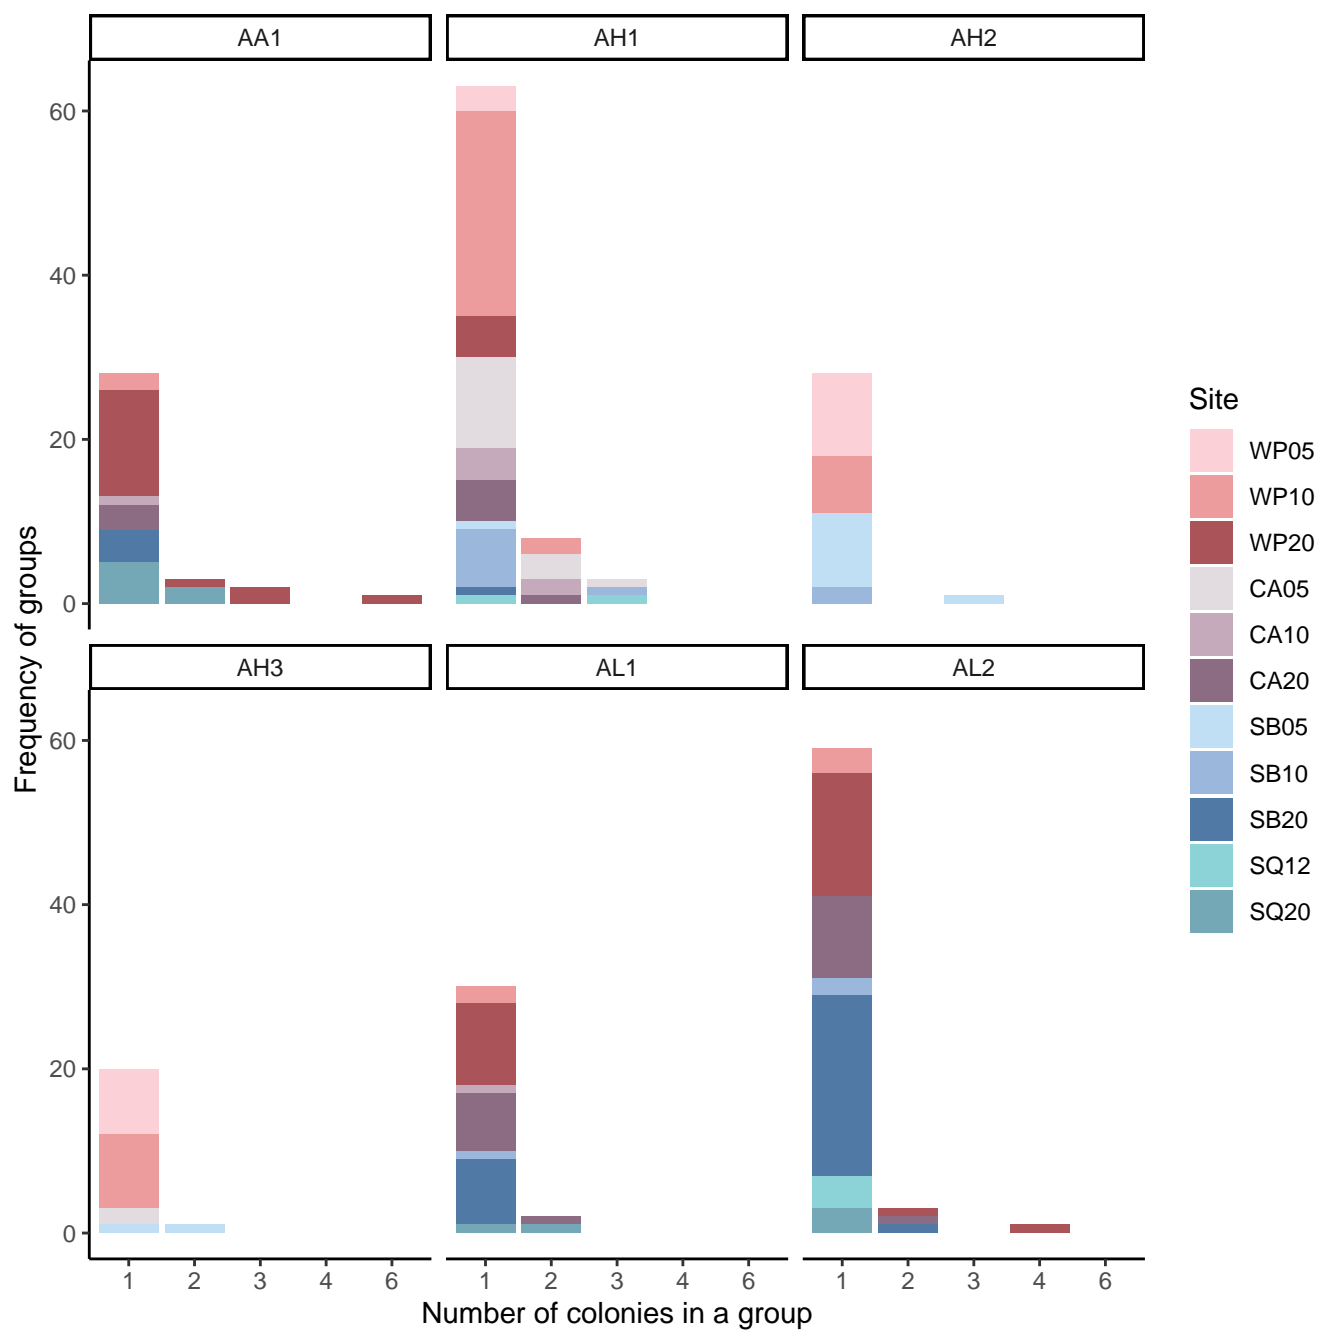 AA1 AH1 AH2
60
40
20
0
AH3 AL1 AL2
60
40
20
0
1 2 3 4 6 1 2 3 4 6 1 2 3 4 6
Number of colonies in a group
Frequency of groups
Site
WP05
WP10
WP20
CA05
CA10
CA20
SB05
SB10
SB20
SQ12
SQ20